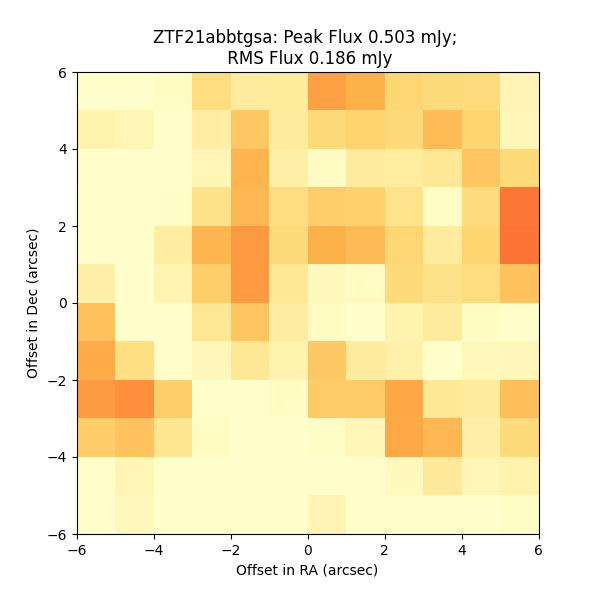 ZTF21abbtgsa: Peak Flux 0.503 mJy;
RMS Flux 0.186 mJy
6
4
2
0
−2
−4
−6
Offset in Dec (arcsec)
−6 −4 −2 0 2 4 6
Offset in RA (arcsec)